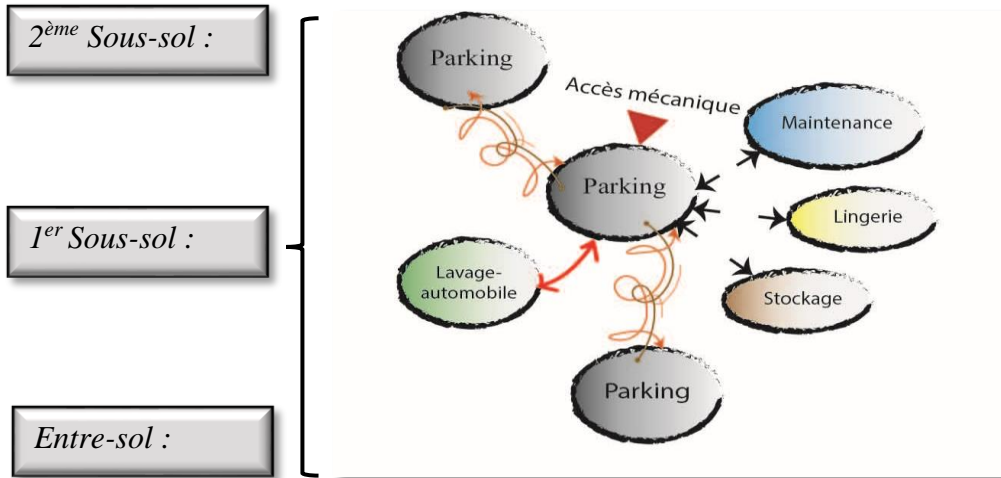 2ème Sous-sol :
1er Sous-sol :
Entre-sol :
Parking
Accès mécanique
Maintenance
Parking
Lingerie
Lavage-
automobile
Stockage
Parking